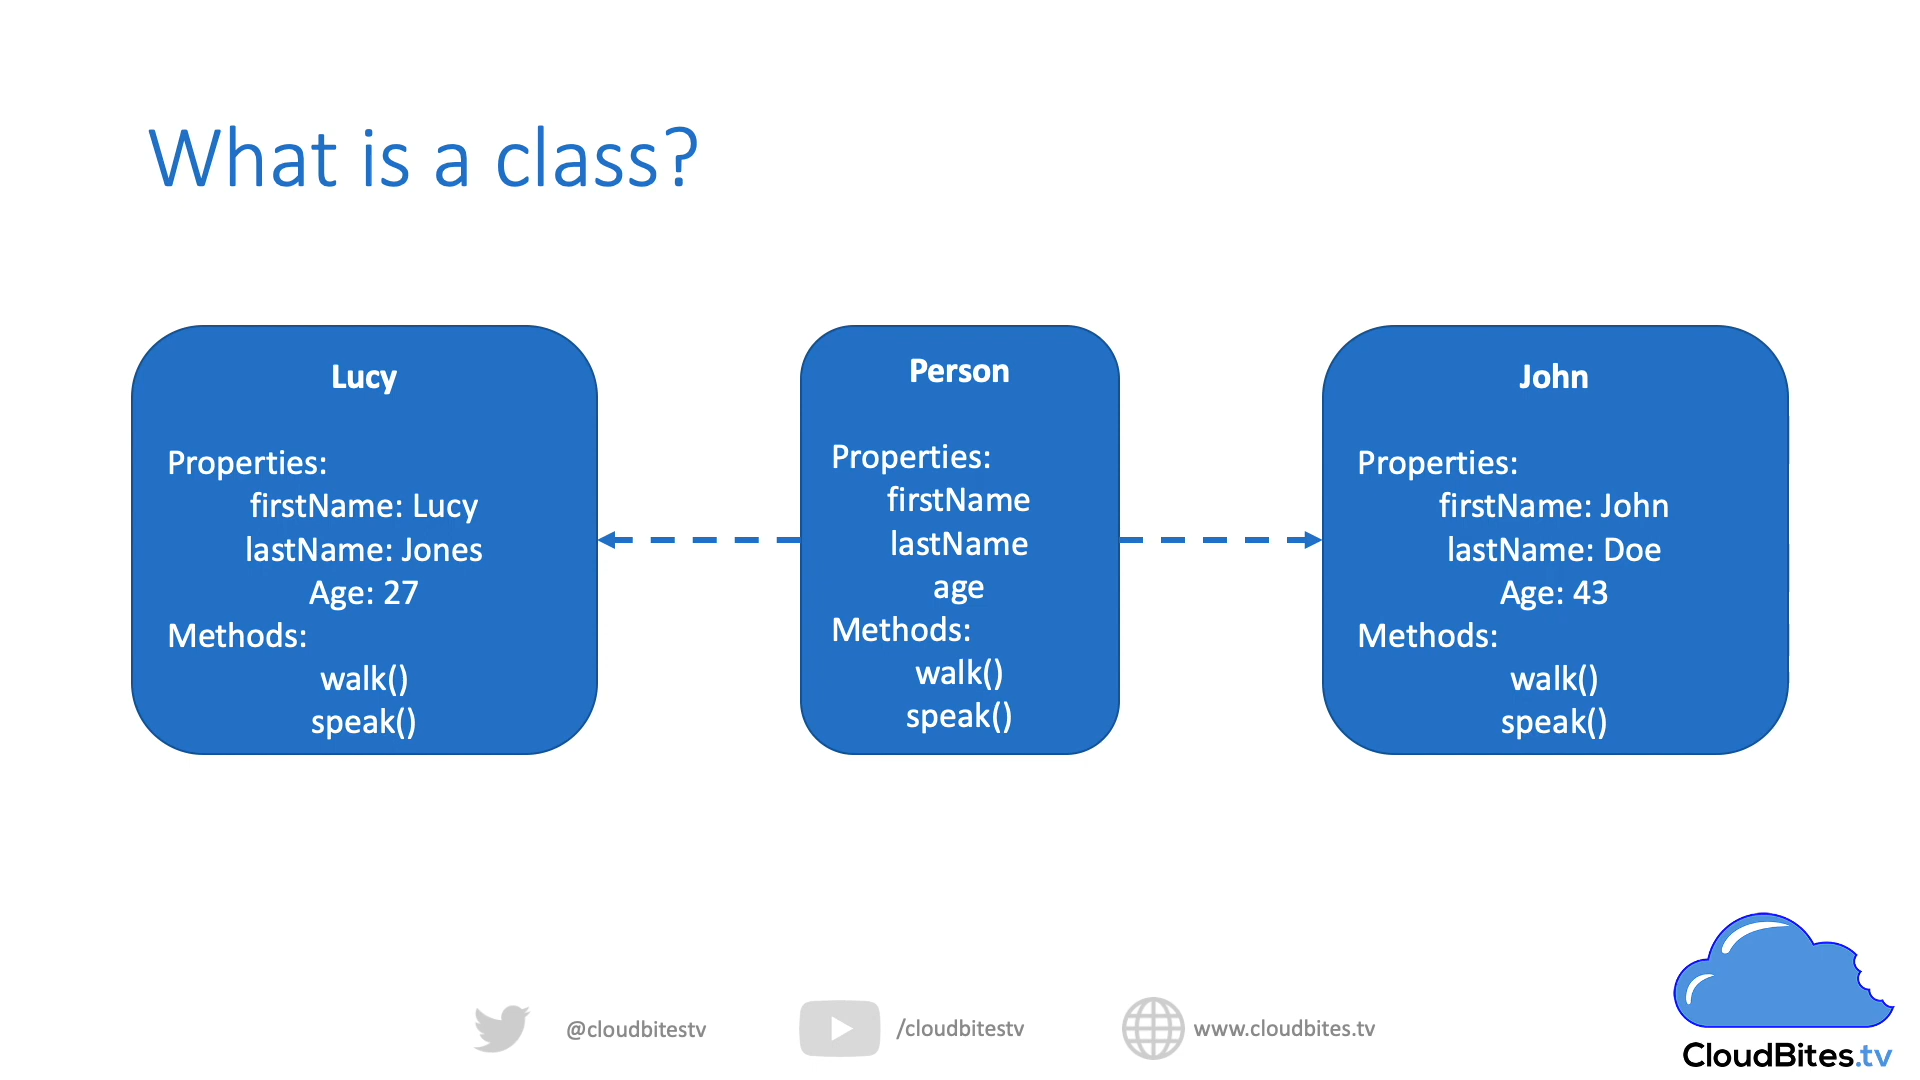 What is a class?
Lucy
Properties:
firstName: Lucy
lastName: Jones
Age: 27
Methods:
walk()
speak()
Person
Properties:
firstName
lastName
age
Methods:
walk()
speak()
John
Properties:
firstName: John
lastName: Doe
Age: 43
Methods:
walk()
speak()
@cloudbitestv
/cloudbitestv
www.cloudbites.tv
CloudBites.tv